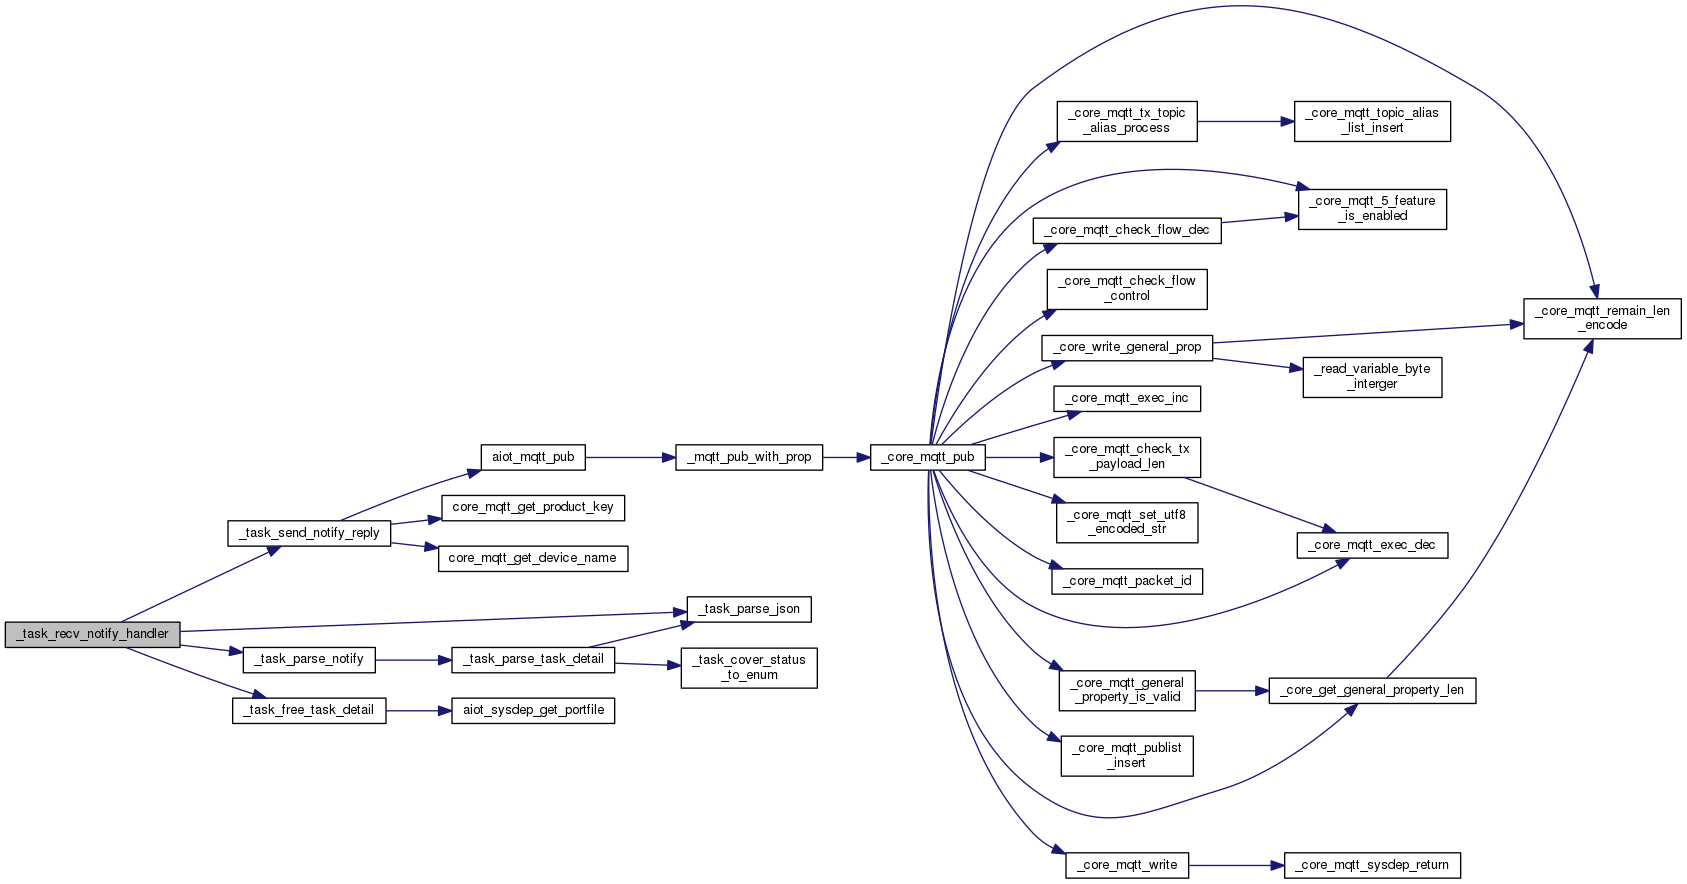 _core_mqtt_tx_topic
_alias_process
_core_mqtt_topic_alias
_list_insert
_core_mqtt_5_feature
_is_enabled
_core_mqtt_check_flow_dec
_core_mqtt_check_flow
_control
_core_mqtt_remain_len
_encode
_core_write_general_prop
_read_variable_byte
_interger
_core_mqtt_exec_inc
aiot_mqtt_pub
_mqtt_pub_with_prop
_core_mqtt_pub
_core_mqtt_check_tx
_payload_len
core_mqtt_get_product_key
_core_mqtt_set_utf8
_encoded_str
_task_send_notify_reply
_core_mqtt_exec_dec
core_mqtt_get_device_name
_core_mqtt_packet_id
_task_parse_json
_task_recv_notify_handler
_task_parse_notify
_task_parse_task_detail
_task_cover_status
_to_enum
_core_mqtt_general
_property_is_valid
_core_get_general_property_len
_task_free_task_detail
aiot_sysdep_get_portfile
_core_mqtt_publist
_insert
_core_mqtt_write
_core_mqtt_sysdep_return